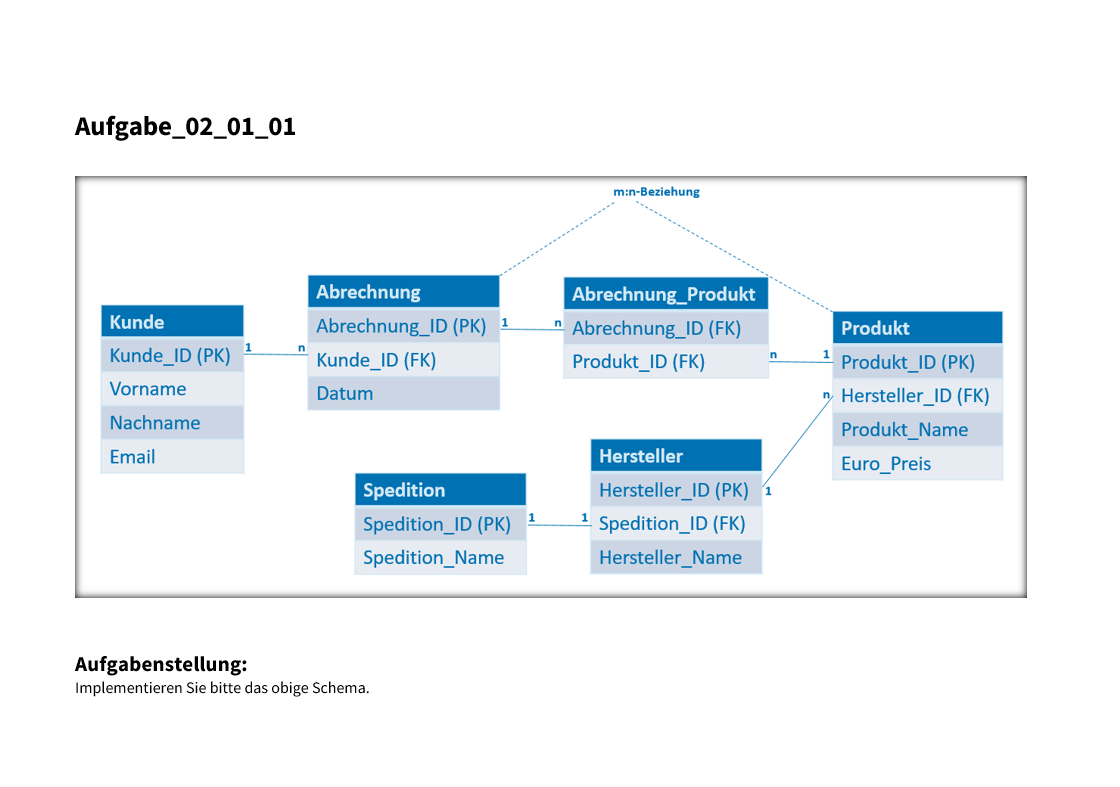 Aufgabe_02_01_01
m:n-Beziehung
Kunde
Kunde_ID (PK)
Vorname
Nachname
Email
1
n
Abrechnung
Abrechnung_ID (PK)
Kunde_ID (FK)
Datum
1
n
Abrechnung_Produkt
Abrechnung_ID (FK)
Produkt_ID (FK)
n
1
Produkt
Produkt_ID (PK)
Hersteller_ID (FK)
Produkt_Name
Euro_Preis
n
1
Spedition
Spedition_ID (PK)
Spedition_Name
1
1
Hersteller
Hersteller_ID (PK)
Spedition_ID (FK)
Hersteller_Name
Aufgabenstellung:
Implementieren Sie bitte das obige Schema.